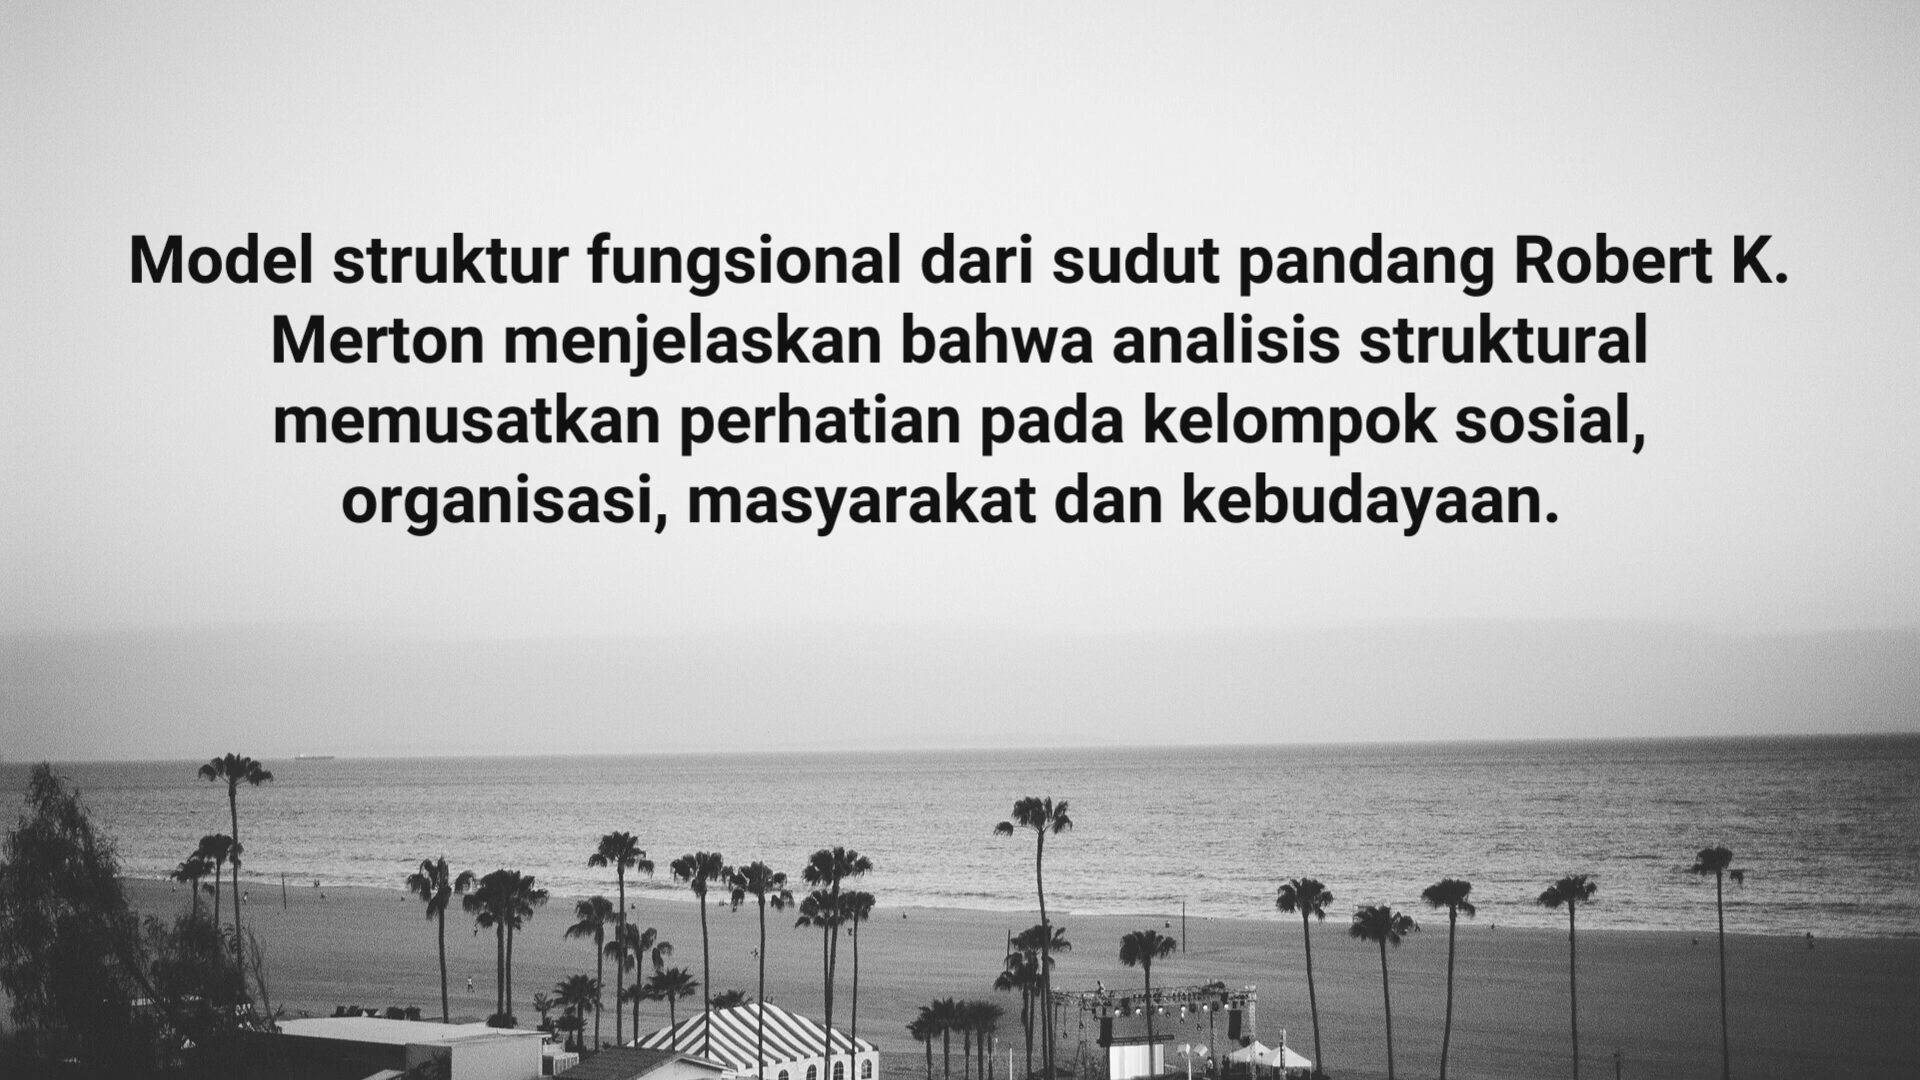 Model struktur fungsional dari sudut pandang Robert K.
Merton menjelaskan bahwa analisis struktural
memusatkan perhatian pada kelompok sosial,
organisasi, masyarakat dan kebudayaan.